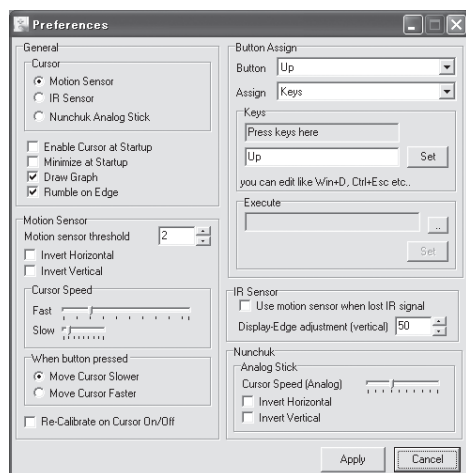 Preferences
General
Cursor
Motion Sensor
IR Sensor
Nunchuk Analog Stick
Enable Cursor at Startup
Minimize at Startup
Draw Graph
Rumble on Edge
Motion Sensor
Motion sensor threshold 2
Invert Horizontal
Invert Vertical
Cursor Speed
Fast
Slow
When button pressed
Move Cursor Slower
Move Cursor Faster
Re-Calibrate on Cursor On/Off
Button Assign
Button Up
Assign Keys
Keys
Press keys here
Up Set
you can edit like Win+D, Ctrl+Esc etc..
Execute
..
Set
IR Sensor
Use motion sensor when lost IR signal
Display-Edge adjustment (vertical) 50
Nunchuk
Analog Stick
Cursor Speed (Analog)
Invert Horizontal
Invert Vertical
Apply Cancel